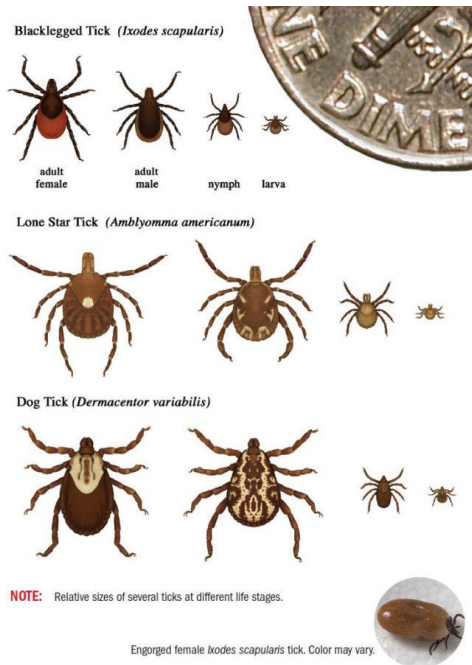 Blacklegged Tick (Ixodes scapularis)
NE DIME
adult female
adult male
nymph
larva
Lone Star Tick (Amblyomma americanum)
Dog Tick (Dermacentor variabilis)
NOTE: Relative sizes of several ticks at different life stages.
Engorged female Ixodes scapularis tick. Color may vary.